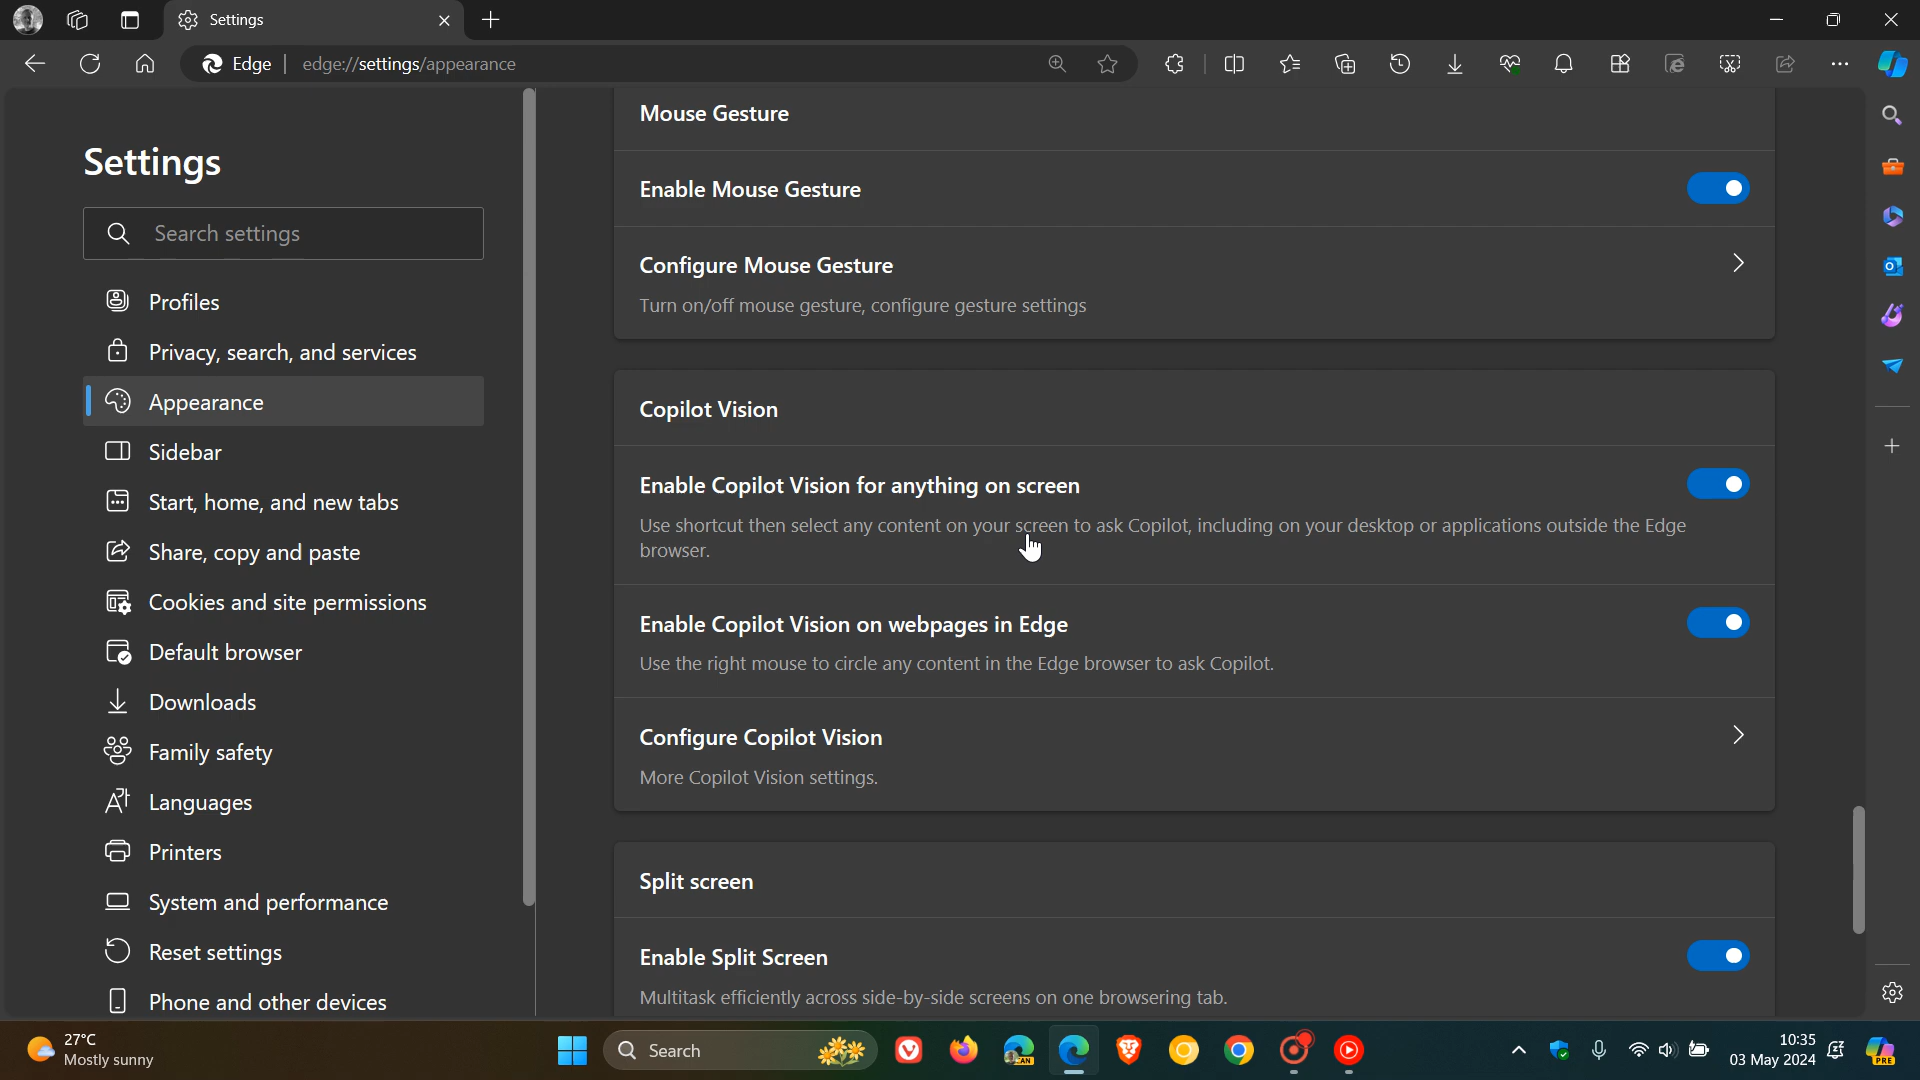 Settings
Edge
edge://settings/appearance
Settings
Search settings
Profiles
Privacy, search, and services
Appearance
Sidebar
Start, home, and new tabs
Share, copy and paste
Cookies and site permissions
Default browser
Downloads
Family safety
Languages
Printers
System and performance
Reset settings
Phone and other devices
Mouse Gesture
Enable Mouse Gesture
Configure Mouse Gesture
Turn on/off mouse gesture, configure gesture settings
Copilot Vision
Enable Copilot Vision for anything on screen
Use shortcut then select any content on your screen to ask Copilot, including on your desktop or applications outside the Edge
browser.
Enable Copilot Vision on webpages in Edge
Use the right mouse to circle any content in the Edge browser to ask Copilot.
Configure Copilot Vision
More Copilot Vision settings.
Split screen
Enable Split Screen
Multitask efficiently across side-by-side screens on one browsering tab.
27°C
Mostly sunny
Search
CAN
10:35
03 May 2024
PRE